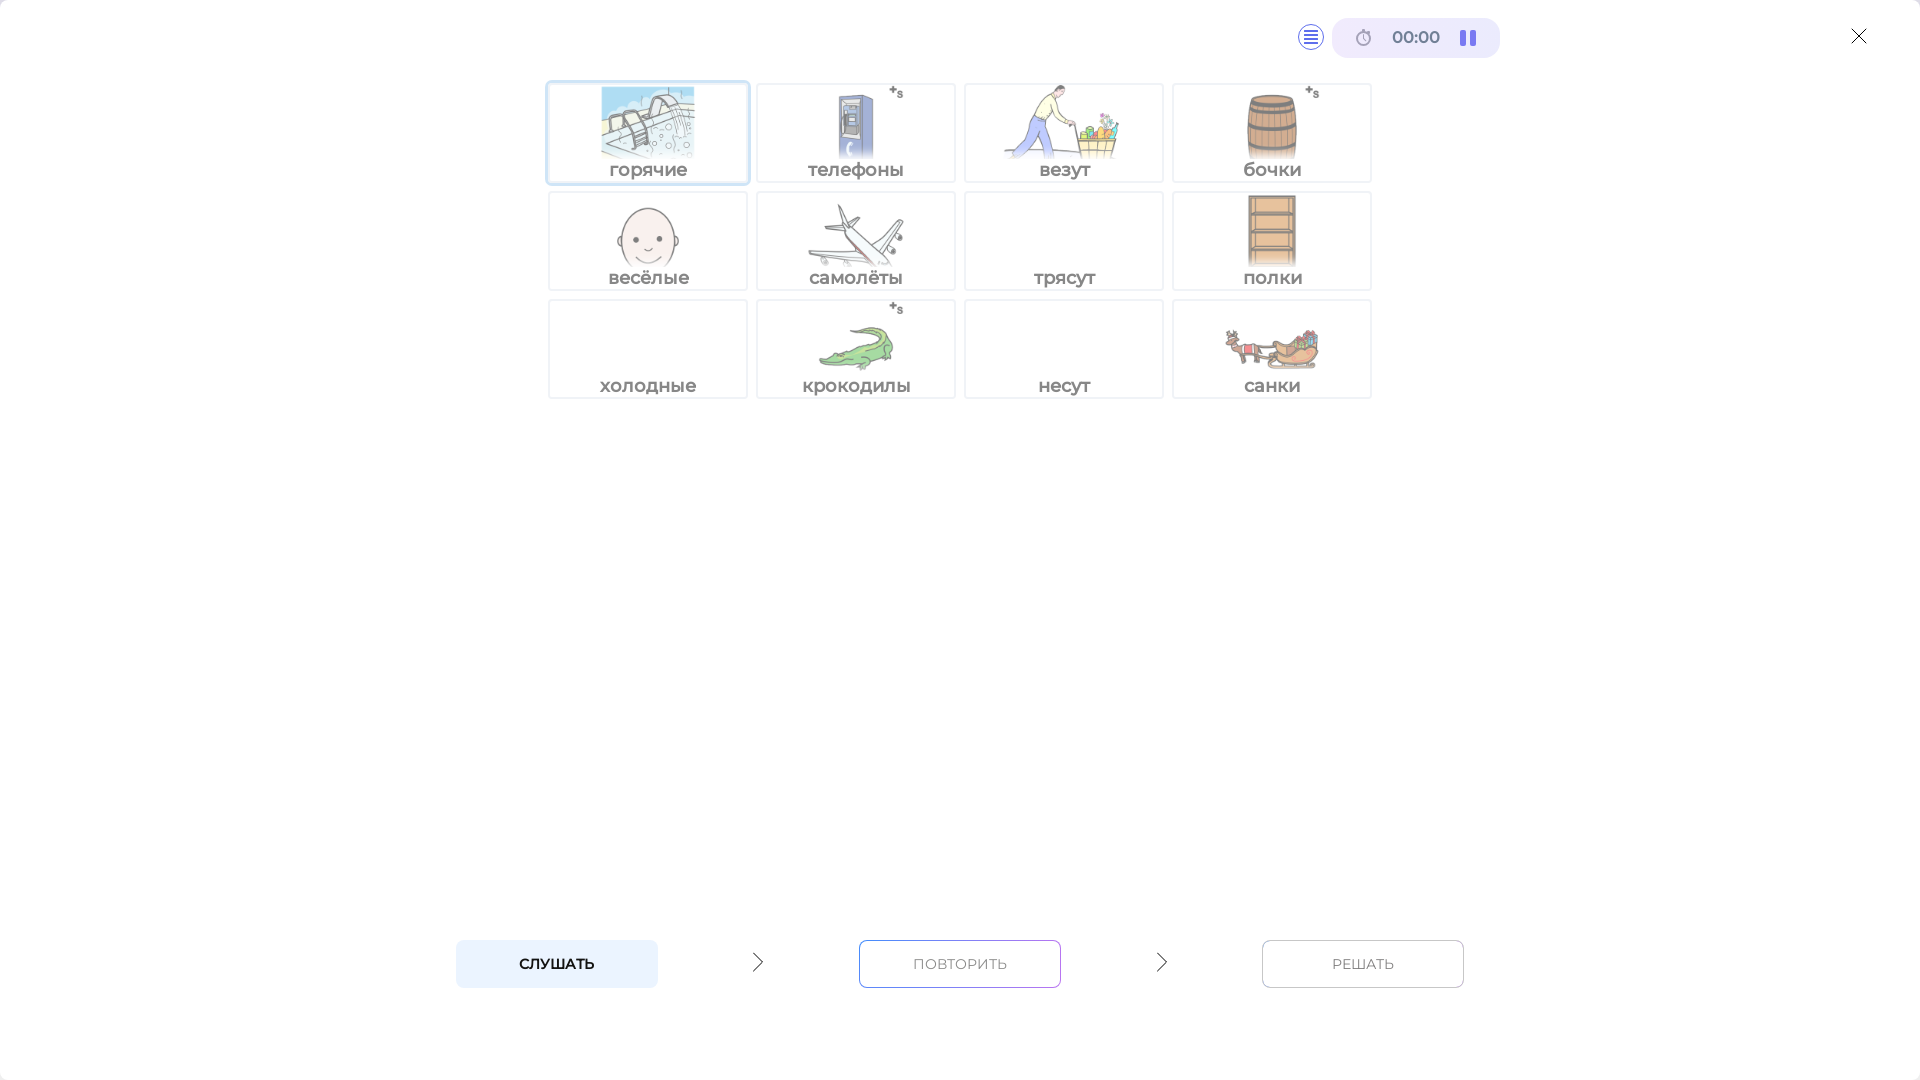 00:00
+s +s
горячие телефоны везут бочки
весёлые самолёты трясут полки
+s
холодные крокодилы несут санки
СЛУШАТЬ ПОВТОРИТЬ РЕШАТЬ